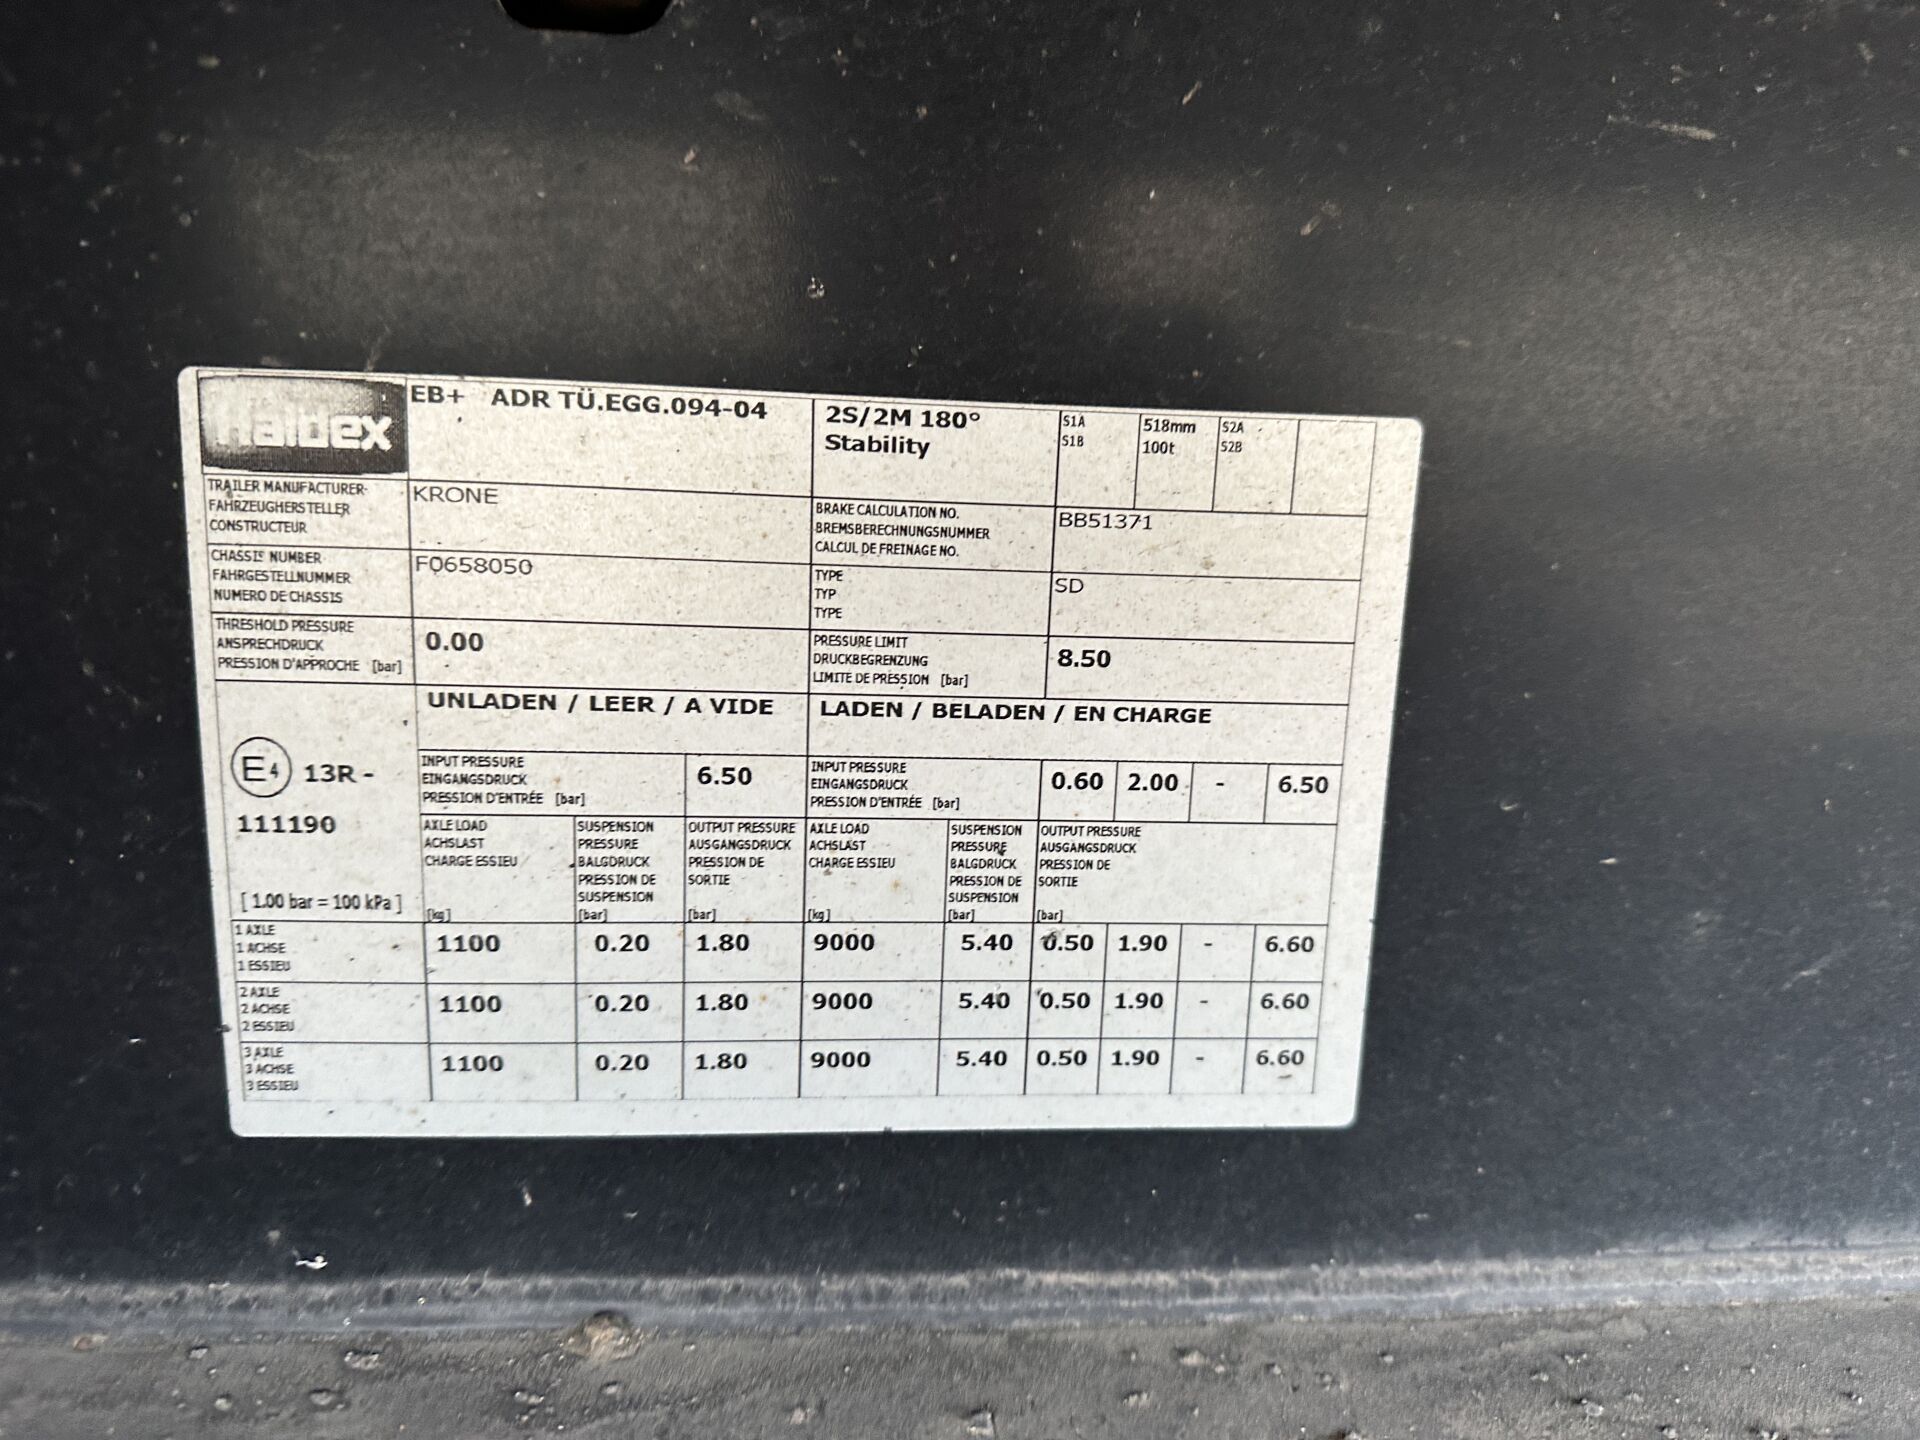 Haldex
EB+ ADR TÜ.EGG.094-04
2S/2M 180°
Stability
S1A
S1B
518mm
100t
S2A -
S2B
TRAILER MANUFACTURER
FAHRZEUGHERSTELLER
CONSTRUCTEUR
KRONE
BRAKE CALCULATION NO.
BREMSBERECHNUNGSNUMMER
CALCUL DE FREINAGE NO.
BB51371
CHASSIS NUMBER
FAHRGESTELLNUMMER
NUMERO DE CHASSIS
F0658050
TYPE
TYP
TYPE
SD
THRESHOLD PRESSURE
ANSPRECHDRUCK
PRESSION D'APPROCHE [bar]
0.00
PRESSURE LIMIT
DRUCKBEGRENZUNG
LIMITE DE PRESSION [bar]
8.50
UNLADEN / LEER / A VIDE
LADEN / BELADEN / EN CHARGE
E4 13R -
111190
[ 1.00 bar = 100 kPa ]
INPUT PRESSURE
EINGANGSDRUCK
PRESSION D'ENTRÉE [bar]
6.50
INPUT PRESSURE
EINGANGSDRUCK
PRESSION D'ENTRÉE [bar]
0.60 2.00 - 6.50
AXLE LOAD
ACHSLAST
CHARGE ESSIEU
[kg]
SUSPENSION
PRESSURE
BALGDRUCK
PRESSION DE
SUSPENSION
[bar]
OUTPUT PRESSURE
AUSGANGSDRUCK
PRESSION DE
SORTIE
[bar]
AXLE LOAD
ACHSLAST
CHARGE ESSIEU
[kg]
SUSPENSION
PRESSURE
BALGDRUCK
PRESSION DE
SUSPENSION
[bar]
OUTPUT PRESSURE
AUSGANGSDRUCK
PRESSION DE
SORTIE
[bar]
1 AXLE
1 ACHSE
1 ESSIEU
1100 0.20 1.80 9000 5.40 0.50 1.90 - 6.60
2 AXLE
2 ACHSE
2 ESSIEU
1100 0.20 1.80 9000 5.40 0.50 1.90 - 6.60
3 AXLE
3 ACHSE
3 ESSIEU
1100 0.20 1.80 9000 5.40 0.50 1.90 - 6.60